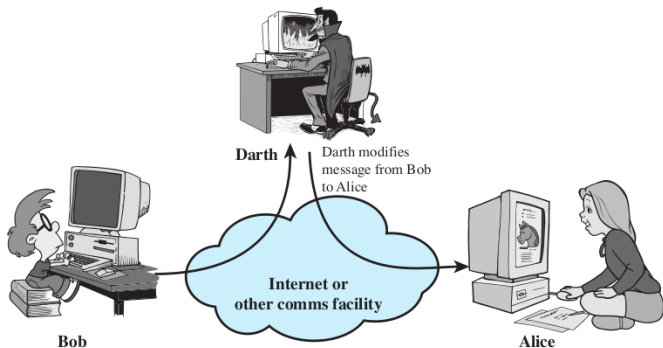 Darth
Darth modifies
message from Bob
to Alice
Internet or
other comms facility
Bob
Alice